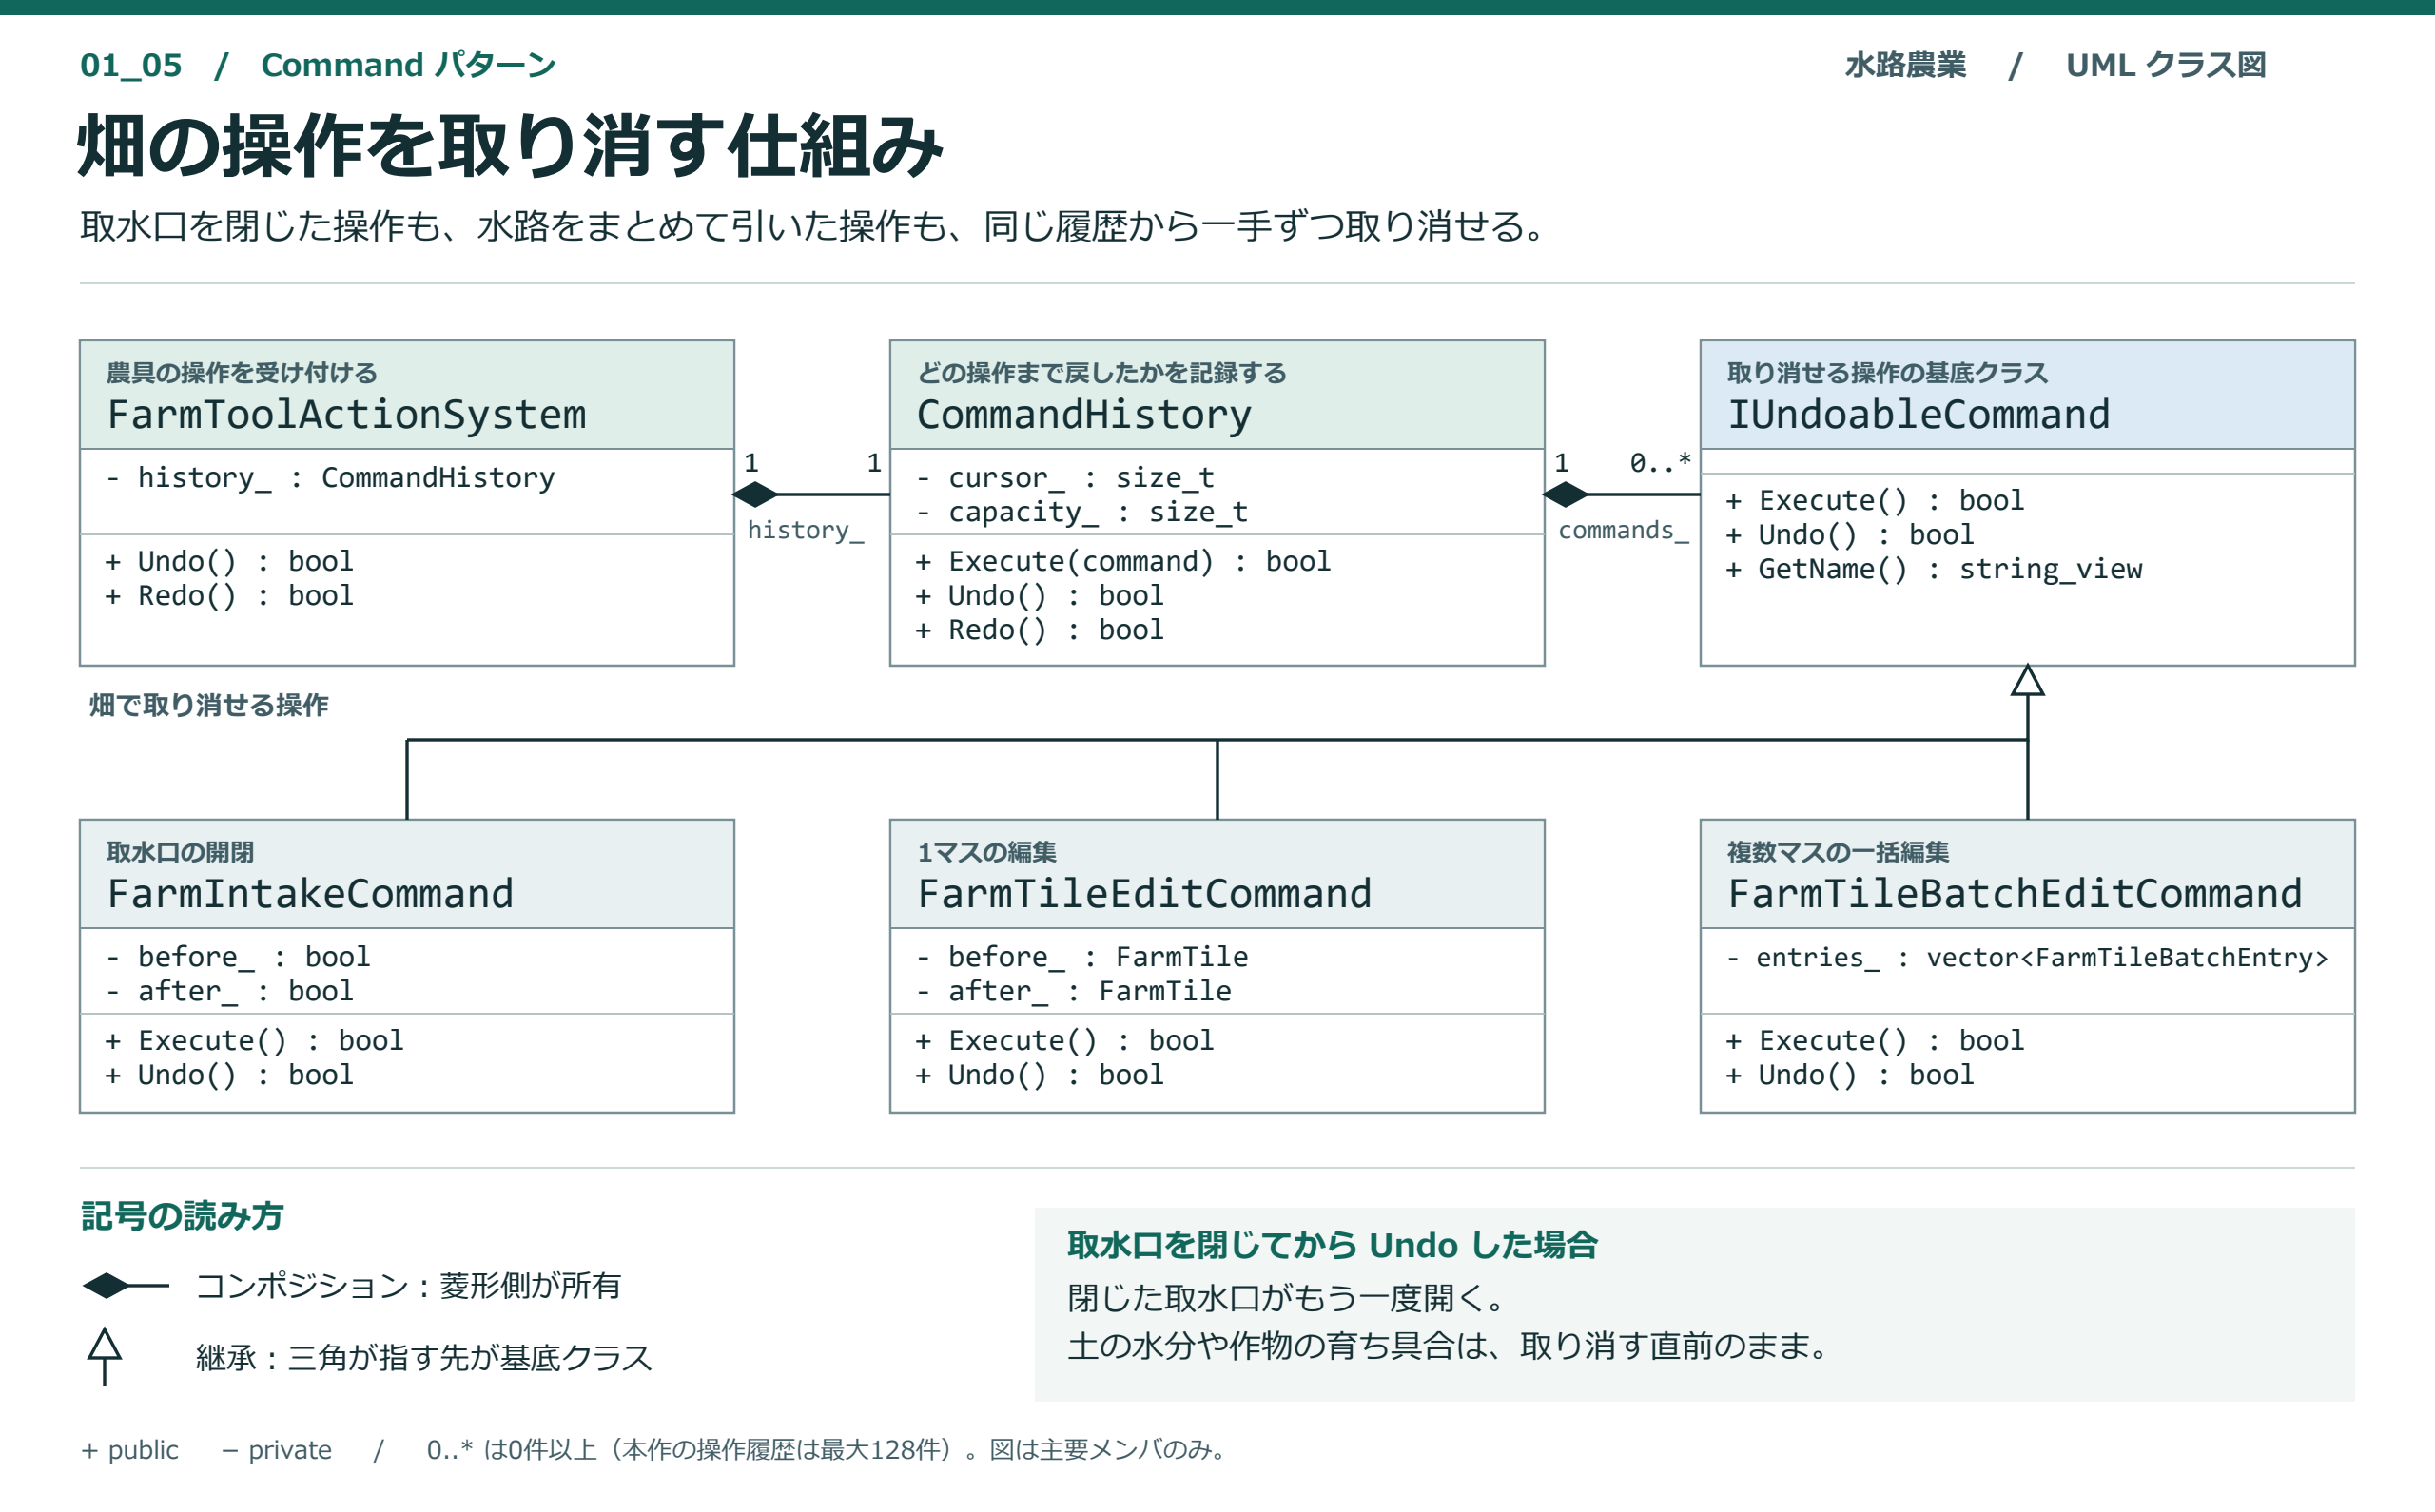 01_05 / Command パターン
水路農業 / UML クラス図
畑の操作を取り消す仕組み
取水口を閉じた操作も、水路をまとめて引いた操作も、同じ履歴から一手ずつ取り消せる。
農具の操作を受け付ける
FarmToolActionSystem
- history_ : CommandHistory
+ Undo() : bool
+ Redo() : bool
1 1
history_
どの操作まで戻したかを記録する
CommandHistory
- cursor_ : size_t
- capacity_ : size_t
+ Execute(command) : bool
+ Undo() : bool
+ Redo() : bool
1 0..*
commands_
取り消せる操作の基底クラス
IUndoableCommand
+ Execute() : bool
+ Undo() : bool
+ GetName() : string_view
畑で取り消せる操作
取水口の開閉
FarmIntakeCommand
- before_ : bool
- after_ : bool
+ Execute() : bool
+ Undo() : bool
1マスの編集
FarmTileEditCommand
- before_ : FarmTile
- after_ : FarmTile
+ Execute() : bool
+ Undo() : bool
複数マスの一括編集
FarmTileBatchEditCommand
- entries_ : vector<FarmTileBatchEntry>
+ Execute() : bool
+ Undo() : bool
記号の読み方
コンポジション：菱形側が所有
継承：三角が指す先が基底クラス
取水口を閉じてから Undo した場合
閉じた取水口がもう一度開く。
土の水分や作物の育ち具合は、取り消す直前のまま。
+ public − private / 0..* は0件以上（本作の操作履歴は最大128件）。図は主要メンバのみ。